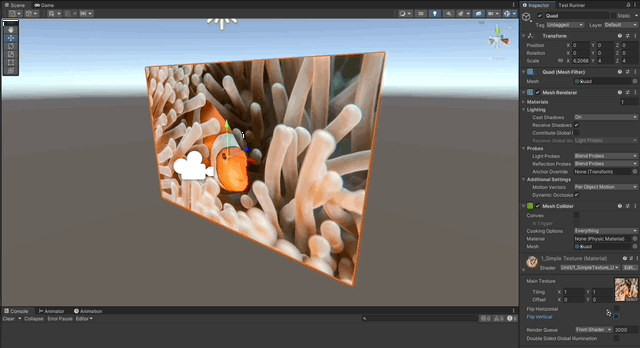 Scene
Game
2D
Inspector
Test Runner
Quad
Static
Tag Untagged
Layer Default
Transform
Position X 0 Y 0 Z 0
Rotation X 0 Y 0 Z 0
Scale X 6.2068 Y 4 Z 4
Quad (Mesh Filter)
Mesh Quad
Mesh Renderer
Materials 1
Lighting
Cast Shadows On
Receive Shadows
Contribute Global I
Receive Global Il Light Probes
Probes
Light Probes Blend Probes
Reflection Probes Blend Probes
Anchor Override None (Transform)
Additional Settings
Motion Vectors Per Object Motion
Dynamic Occlusio
Mesh Collider
Convex
Is Trigger
Cooking Options Everything
Material None (Physic Material)
Mesh Quad
1_Simple Texture (Material)
Shader Unlit/1_SimpleTexture_U Edit...
Main Texture
Tiling X 1 Y 1
Offset X 0 Y 0
Flip Horizontal
Flip Vertical
Render Queue From Shader 2000
Double Sided Global Illumination
Console
Animator
Animation
Clear Collapse Error Pause Editor